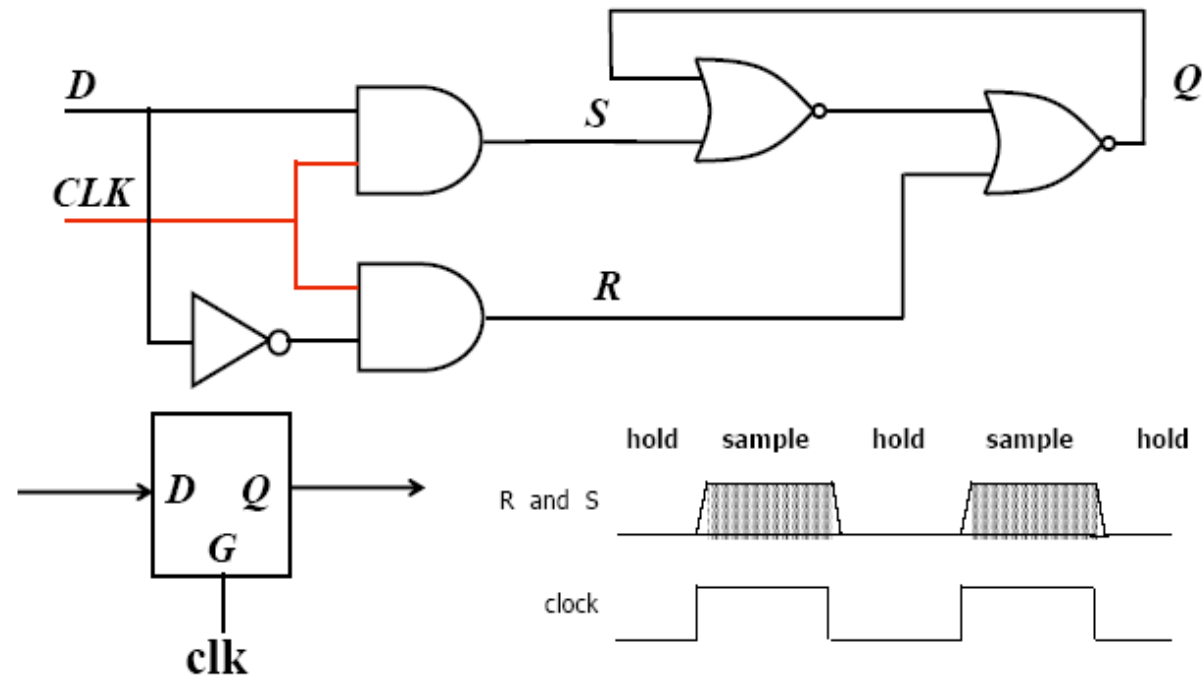 D
S
Q
CLK
R
hold sample hold sample hold
D Q
R and S
G
clock
clk